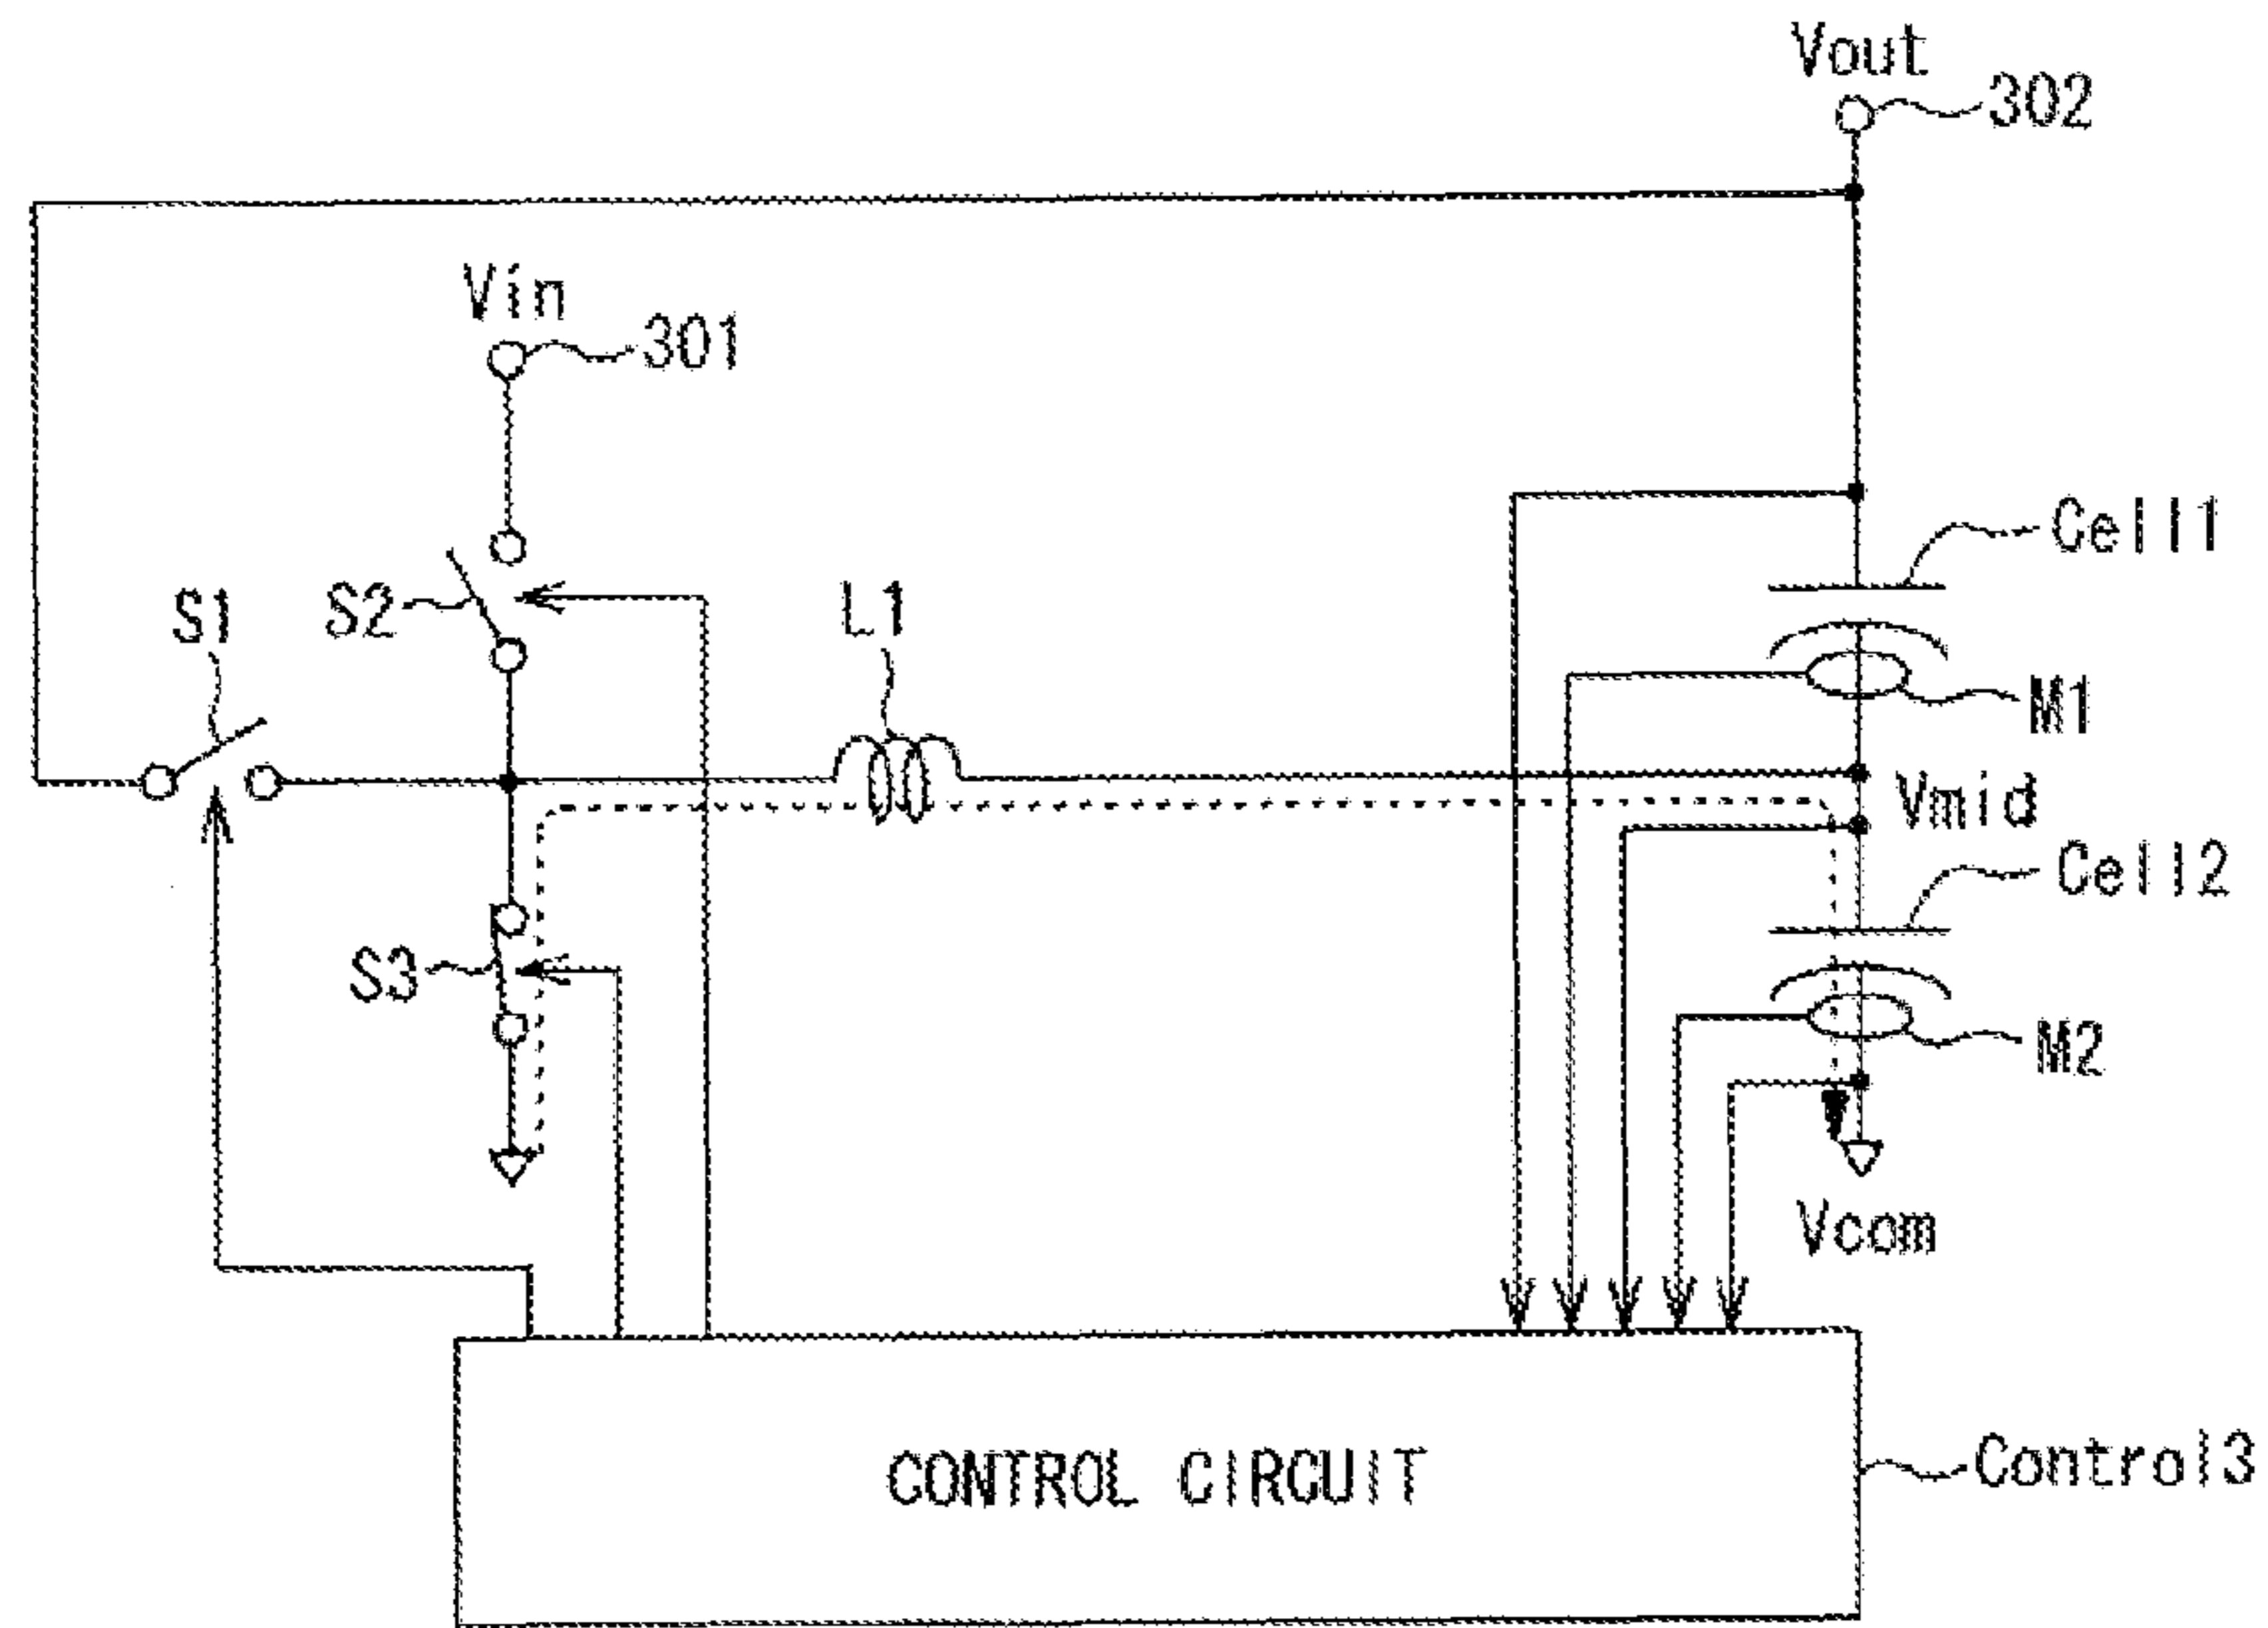 Vout
302
Vin
301
Cell1
S1
S2
L1
M1
Vmid
Cell2
S3
M2
Vcom
CONTROL CIRCUIT
Control3